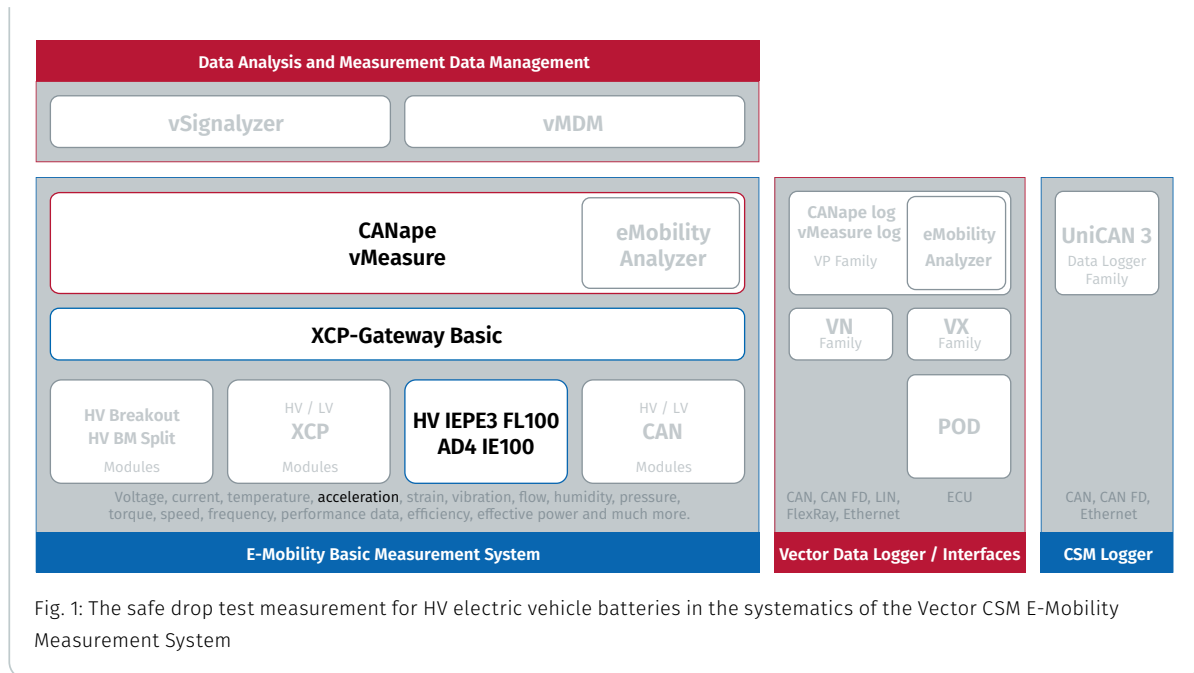 Data Analysis and Measurement Data Management
vSignalyzer
vMDM
CANape
vMeasure
eMobility
Analyzer
XCP-Gateway Basic
HV Breakout
HV BM Split
Modules
HV / LV
XCP
Modules
HV IEPE3 FL100
AD4 IE100
HV / LV
CAN
Modules
Voltage, current, temperature, acceleration, strain, vibration, flow, humidity, pressure,
torque, speed, frequency, performance data, efficiency, effective power and much more.
E-Mobility Basic Measurement System
CANape log
vMeasure log
VP Family
eMobility
Analyzer
VN
Family
VX
Family
POD
CAN, CAN FD, LIN,
FlexRay, Ethernet
ECU
Vector Data Logger / Interfaces
UniCAN 3
Data Logger
Family
CAN, CAN FD,
Ethernet
CSM Logger
Fig. 1: The safe drop test measurement for HV electric vehicle batteries in the systematics of the Vector CSM E-Mobility
Measurement System